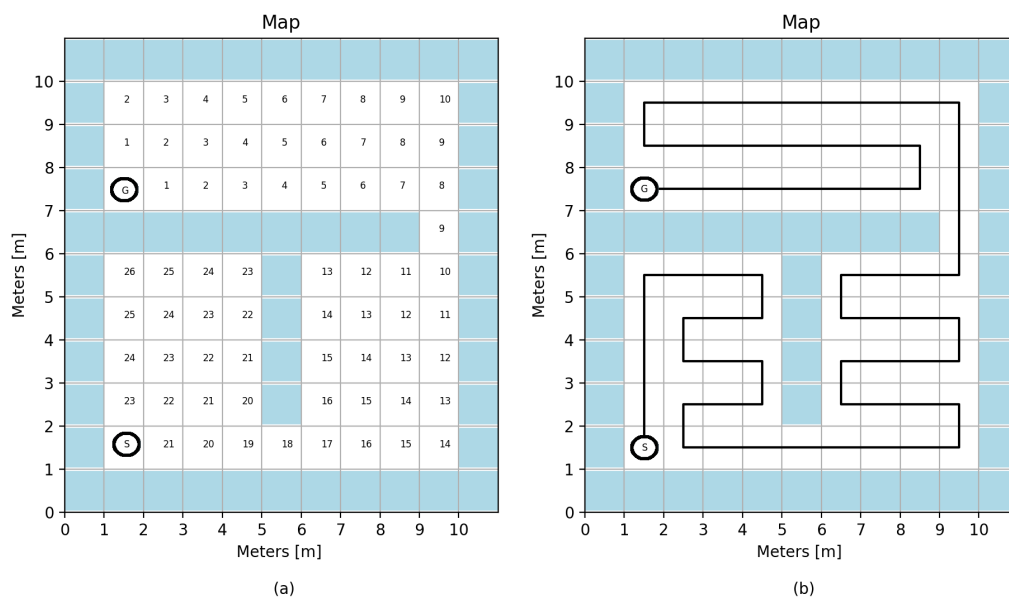 Map
10
2 3 4 5 6 7 8 9 10
9
1 2 3 4 5 6 7 8 9
8
G 1 2 3 4 5 6 7 8
7
9
6
26 25 24 23 13 12 11 10
5
25 24 23 22 14 13 12 11
4
24 23 22 21 15 14 13 12
3
23 22 21 20 16 15 14 13
2
S 21 20 19 18 17 16 15 14
1
0
0 1 2 3 4 5 6 7 8 9 10
Meters [m]
Meters [m]
(a)
Map
10
9
8
G
7
6
5
4
3
2
S
1
0
0 1 2 3 4 5 6 7 8 9 10
Meters [m]
Meters [m]
(b)